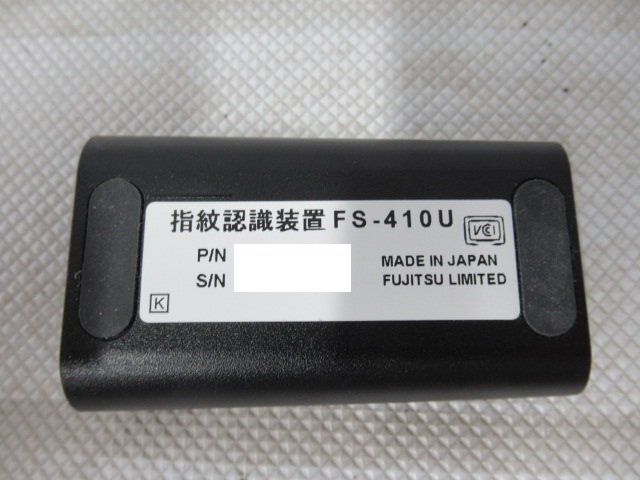 指紋認識装置 FS-410U
VCI
P/N
MADE IN JAPAN
S/N
FUJITSU LIMITED
K